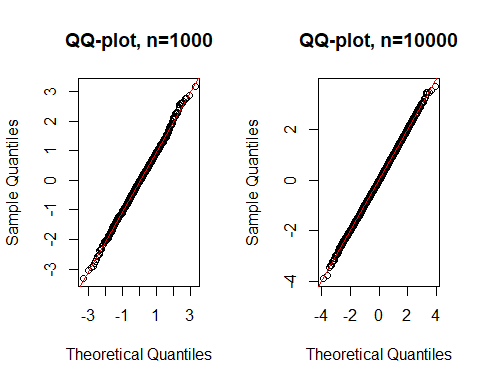 QQ-plot, n=1000
Sample Quantiles
3
2
1
0
-1
-2
-3
-3 -1 1 3
Theoretical Quantiles
QQ-plot, n=10000
Sample Quantiles
2
0
-2
-4
-4 -2 0 2 4
Theoretical Quantiles